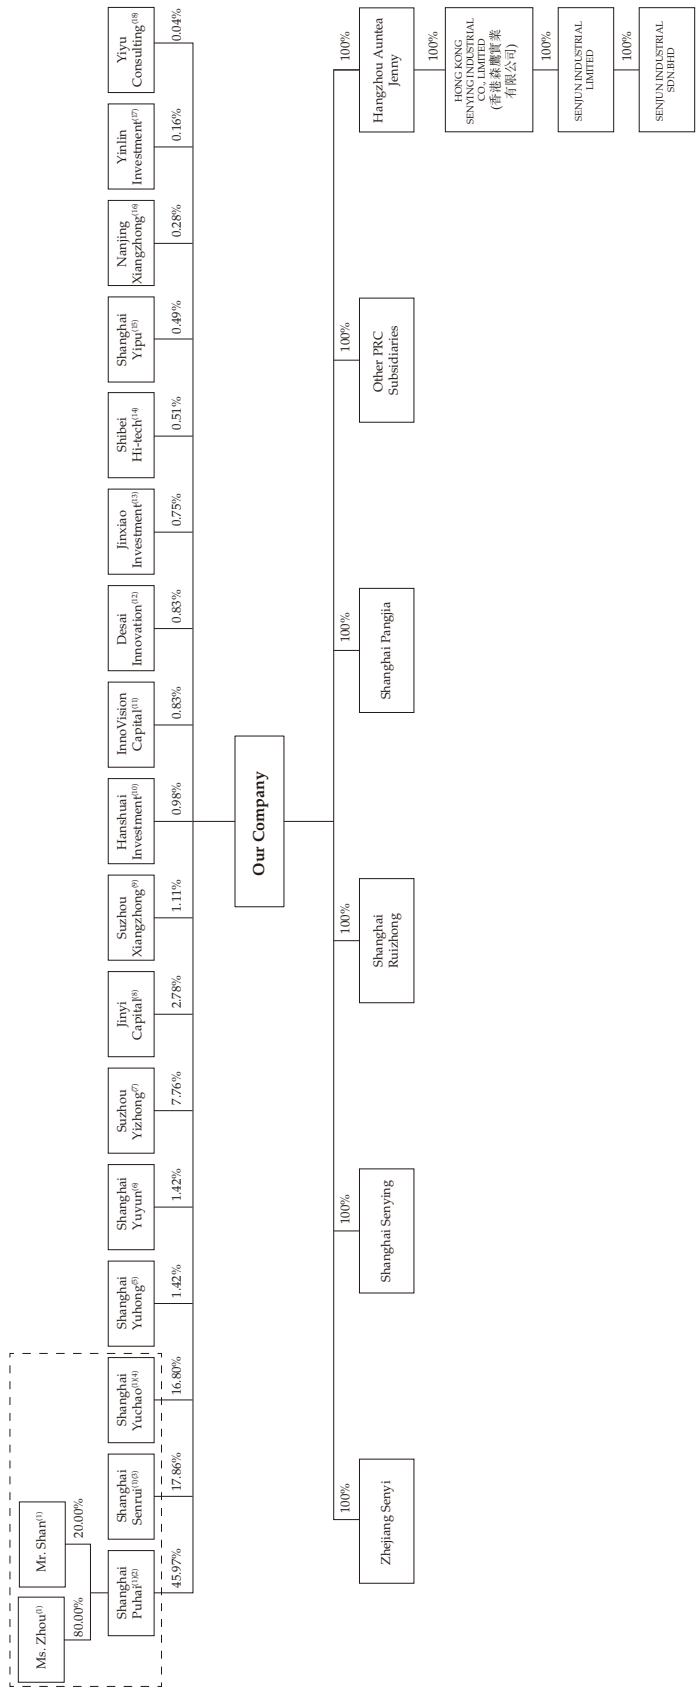 Ms. Zhou(1)
Mr. Shan(1)
80.00%
20.00%
Shanghai
Puhai(1)(2)
Shanghai
Senrui(1)(3)
Shanghai
Yuchao(1)(4)
Shanghai
Yuhong(5)
Shanghai
Yuyun(6)
Suzhou
Yizhong(7)
Jinyi
Capital(8)
Suzhou
Xiangzhong(9)
Hanshuai
Investment(10)
InnoVision
Capital(11)
Desai
Innovation(12)
Jinxiao
Investment(13)
Shibei
Hi-tech(14)
Shanghai
Yipu(15)
Nanjing
Xiangzhong(16)
Yinlin
Investment(17)
Yiyu
Consulting(18)
45.97%
17.86%
16.80%
1.42%
1.42%
7.76%
2.78%
1.11%
0.98%
0.83%
0.83%
0.75%
0.51%
0.49%
0.28%
0.16%
0.04%
Our Company
100%
100%
100%
100%
100%
100%
Zhejiang Senyi
Shanghai Senying
Shanghai
Ruizhong
Shanghai Pangjia
Other PRC
Subsidiaries
Hangzhou Auntea
Jenny
100%
HONG KONG
SENYING INDUSTRIAL
CO., LIMITED
(香港森鷹實業
有限公司)
100%
SENJUN INDUSTRIAL
LIMITED
100%
SENJUN INDUSTRIAL
SDN.BHD